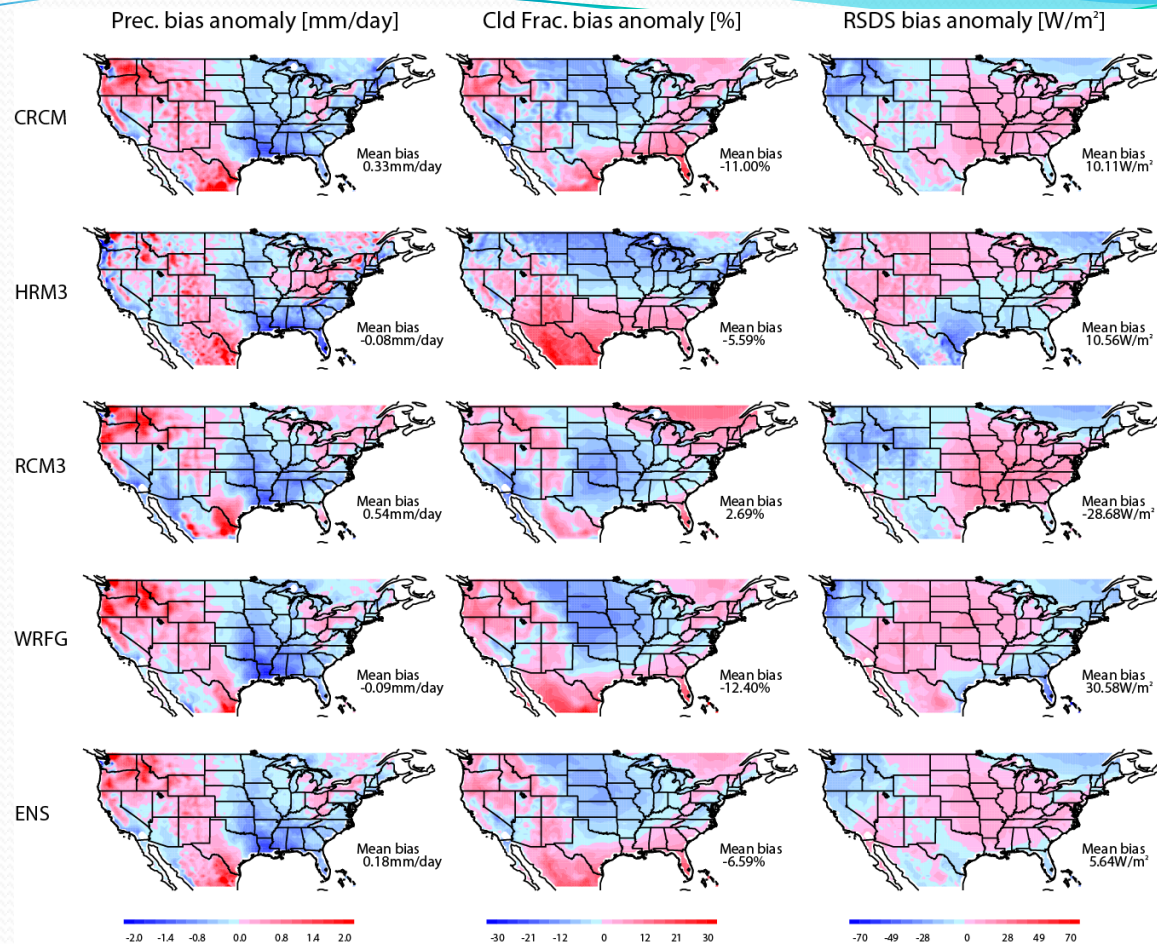 Prec. bias anomaly [mm/day]
Cld Frac. bias anomaly [%]
RSDS bias anomaly [W/m²]
CRCM
Mean bias
0.33mm/day
Mean bias
-11.00%
Mean bias
10.11W/m²
HRM3
Mean bias
-0.08mm/day
Mean bias
-5.59%
Mean bias
10.56W/m²
RCM3
Mean bias
0.54mm/day
Mean bias
2.69%
Mean bias
-28.68W/m²
WRFG
Mean bias
-0.09mm/day
Mean bias
-12.40%
Mean bias
30.58W/m²
ENS
Mean bias
0.18mm/day
Mean bias
-6.59%
Mean bias
5.64W/m²
-2.0 -1.4 -0.8 0.0 0.8 1.4 2.0
-30 -21 -12 0 12 21 30
-70 -49 -28 0 28 49 70